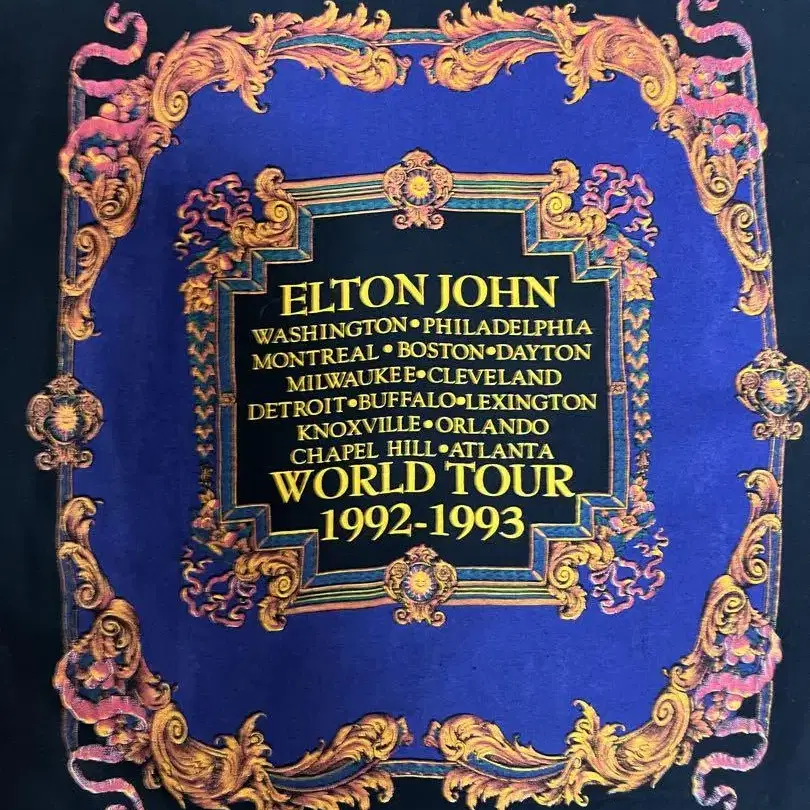 ELTON JOHN
WASHINGTON•PHILADELPHIA
MONTREAL•BOSTON•DAYTON
MILWAUKEE•CLEVELAND
DETROIT•BUFFALO•LEXINGTON
KNOXVILLE•ORLANDO
CHAPEL HILL•ATLANTA
WORLD TOUR
1992-1993